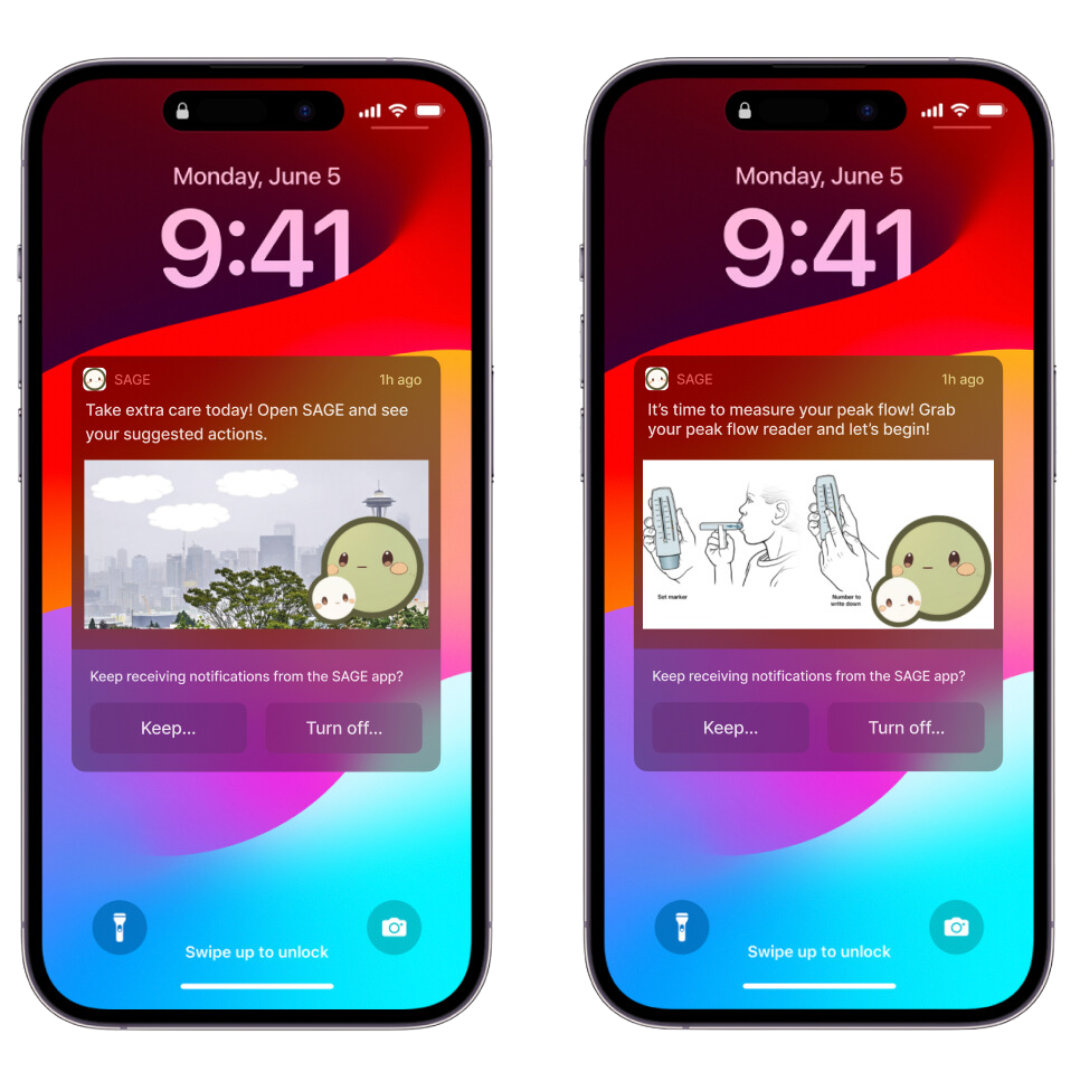 Monday, June 5
9:41
SAGE
1h ago
Take extra care today! Open SAGE and see
your suggested actions.
Keep receiving notifications from the SAGE app?
Keep...
Turn off...
Swipe up to unlock
Monday, June 5
9:41
SAGE
1h ago
It's time to measure your peak flow! Grab
your peak flow reader and let's begin!
Set marker
Number to
write down
Keep receiving notifications from the SAGE app?
Keep...
Turn off...
Swipe up to unlock